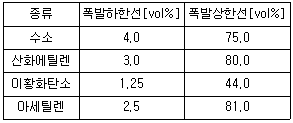 종류 폭발하한선[vol%] 폭발상한선[vol%]
수소 4.0 75.0
산화에틸렌 3.0 80.0
이황화탄소 1.25 44.0
아세틸렌 2.5 81.0